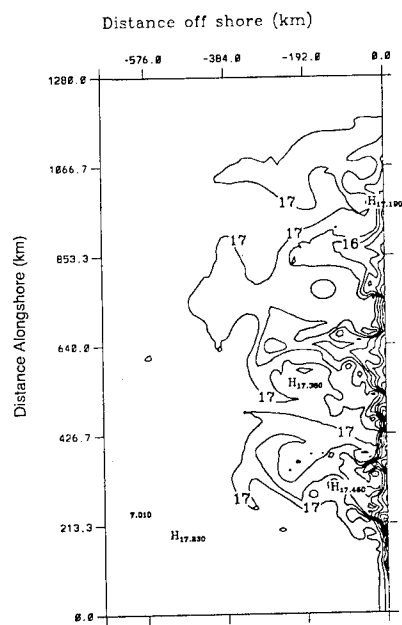 Distance off shore (km)
-576.0 -384.0 -192.0 0.0
1280.0
1066.7
17
H17.190
17
17
16
853.3
Distance Alongshore (km)
640.0
H17.360
17
426.7
17
H17.460
17
17
213.3
7.010
H17.830
0.0